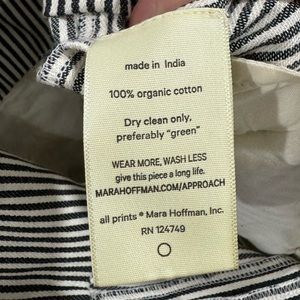 made in India
100% organic cotton
Dry clean only,
preferably “green”
WEAR MORE, WASH LESS
give this piece a long life.
MARAHOFFMAN.COM/APPROACH
all prints ® Mara Hoffman, Inc.
RN 124749